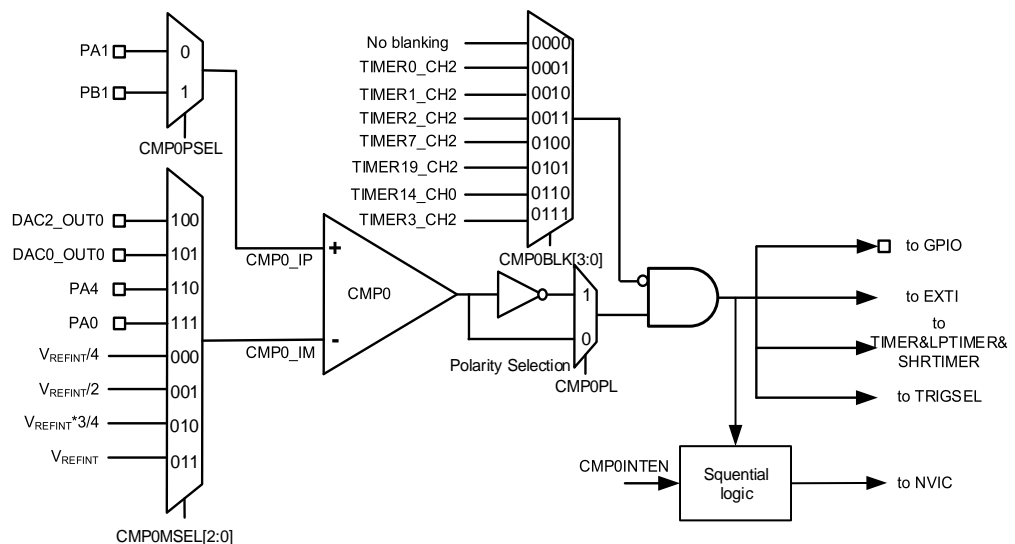 PA1
0
PB1
1
CMP0PSEL
No blanking
0000
TIMER0_CH2
0001
TIMER1_CH2
0010
TIMER2_CH2
0011
TIMER7_CH2
0100
TIMER19_CH2
0101
TIMER14_CH0
0110
TIMER3_CH2
0111
CMP0BLK[3:0]
DAC2_OUT0
100
DAC0_OUT0
101
PA4
110
PA0
111
VREFINT/4
000
VREFINT/2
001
VREFINT*3/4
010
VREFINT
011
CMP0MSEL[2:0]
CMP0_IP
+
CMP0
CMP0_IM
-
1
0
Polarity Selection
CMP0PL
to GPIO
to EXTI
to
TIMER&LPTIMER&
SHRTIMER
to TRIGSEL
CMP0INTEN
Squential
logic
to NVIC